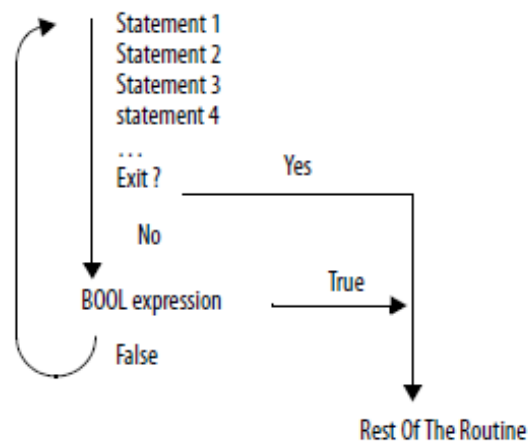 Statement 1
Statement 2
Statement 3
statement 4
...
Exit ?
Yes
No
BOOL expression
True
False
Rest Of The Routine